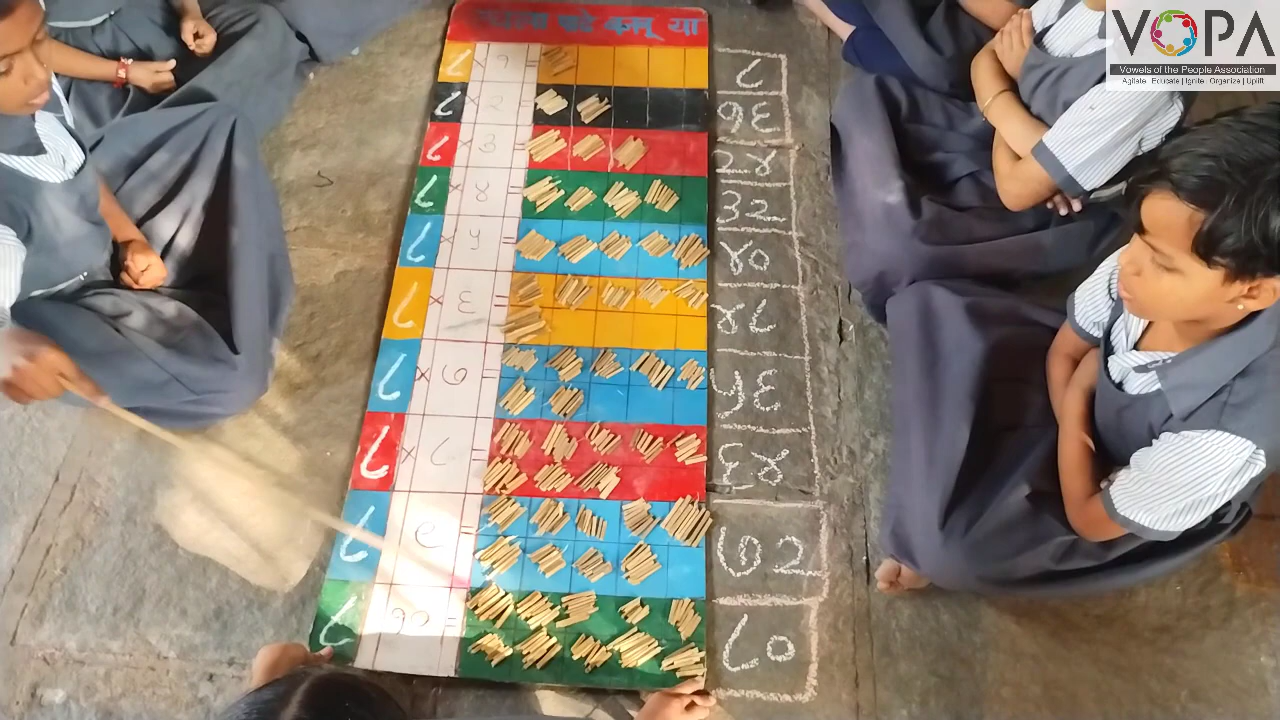 पाढे
या
८ × १ = ८
८ × २ = १६
८ × ३ = २४
८ × ४ = ३२
८ × ५ = ४०
८ × ६ = ४८
८ × ७ = ५६
८ × ८ = ६४
८ × ९ = ७२
८ × १० = ८०
VOPA
Vowels of the People Association
Agitate | Educate | Ignite | Organize | Uplift